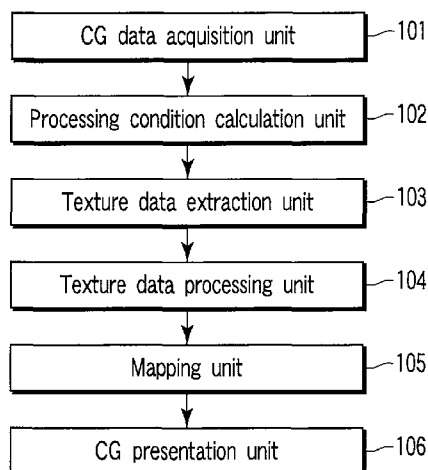 CG data acquisition unit 101
Processing condition calculation unit 102
Texture data extraction unit 103
Texture data processing unit 104
Mapping unit 105
CG presentation unit 106